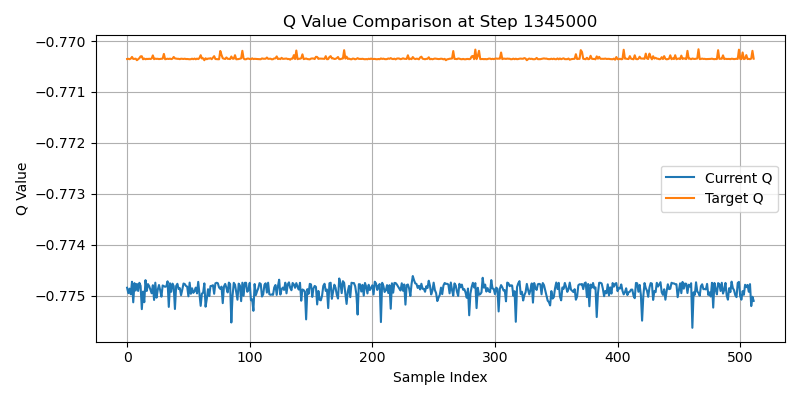 Q Value Comparison at Step 1345000
Q Value
−0.770
−0.771
−0.772
−0.773
−0.774
−0.775
Current Q
Target Q
0
100
200
300
400
500
Sample Index